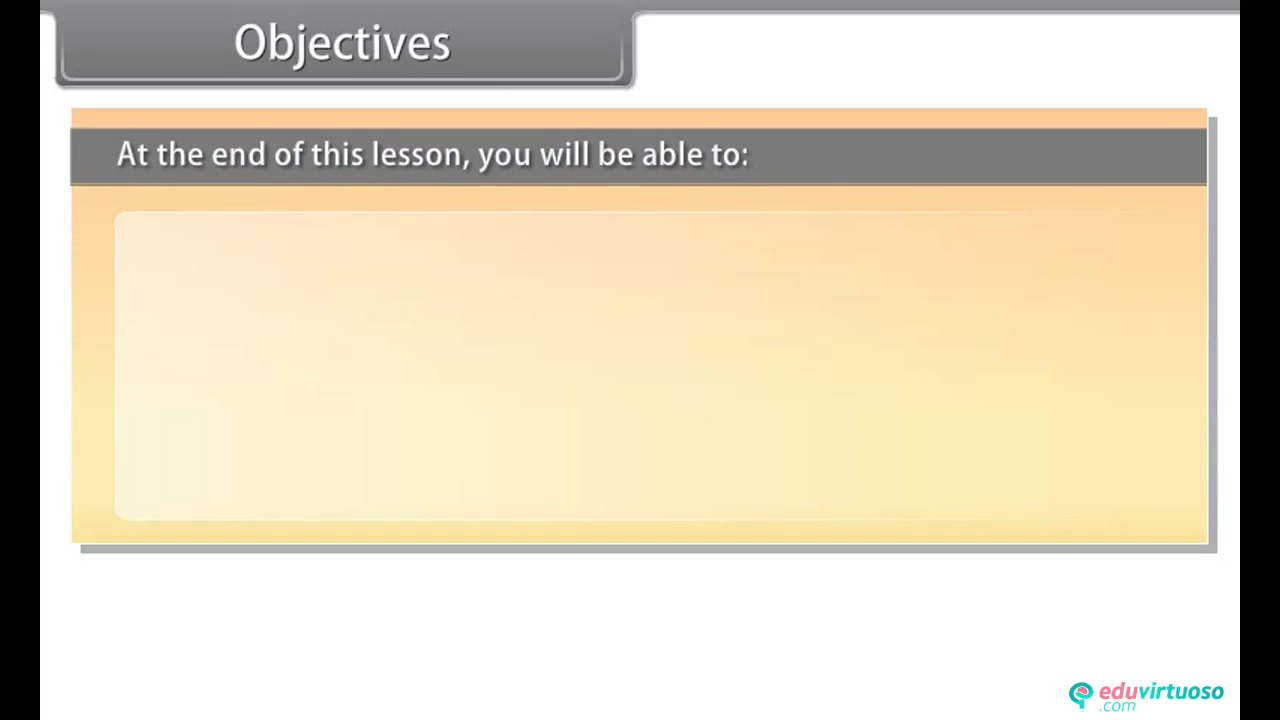 Objectives
At the end of this lesson, you will be able to:
eduvirtuoso
.com